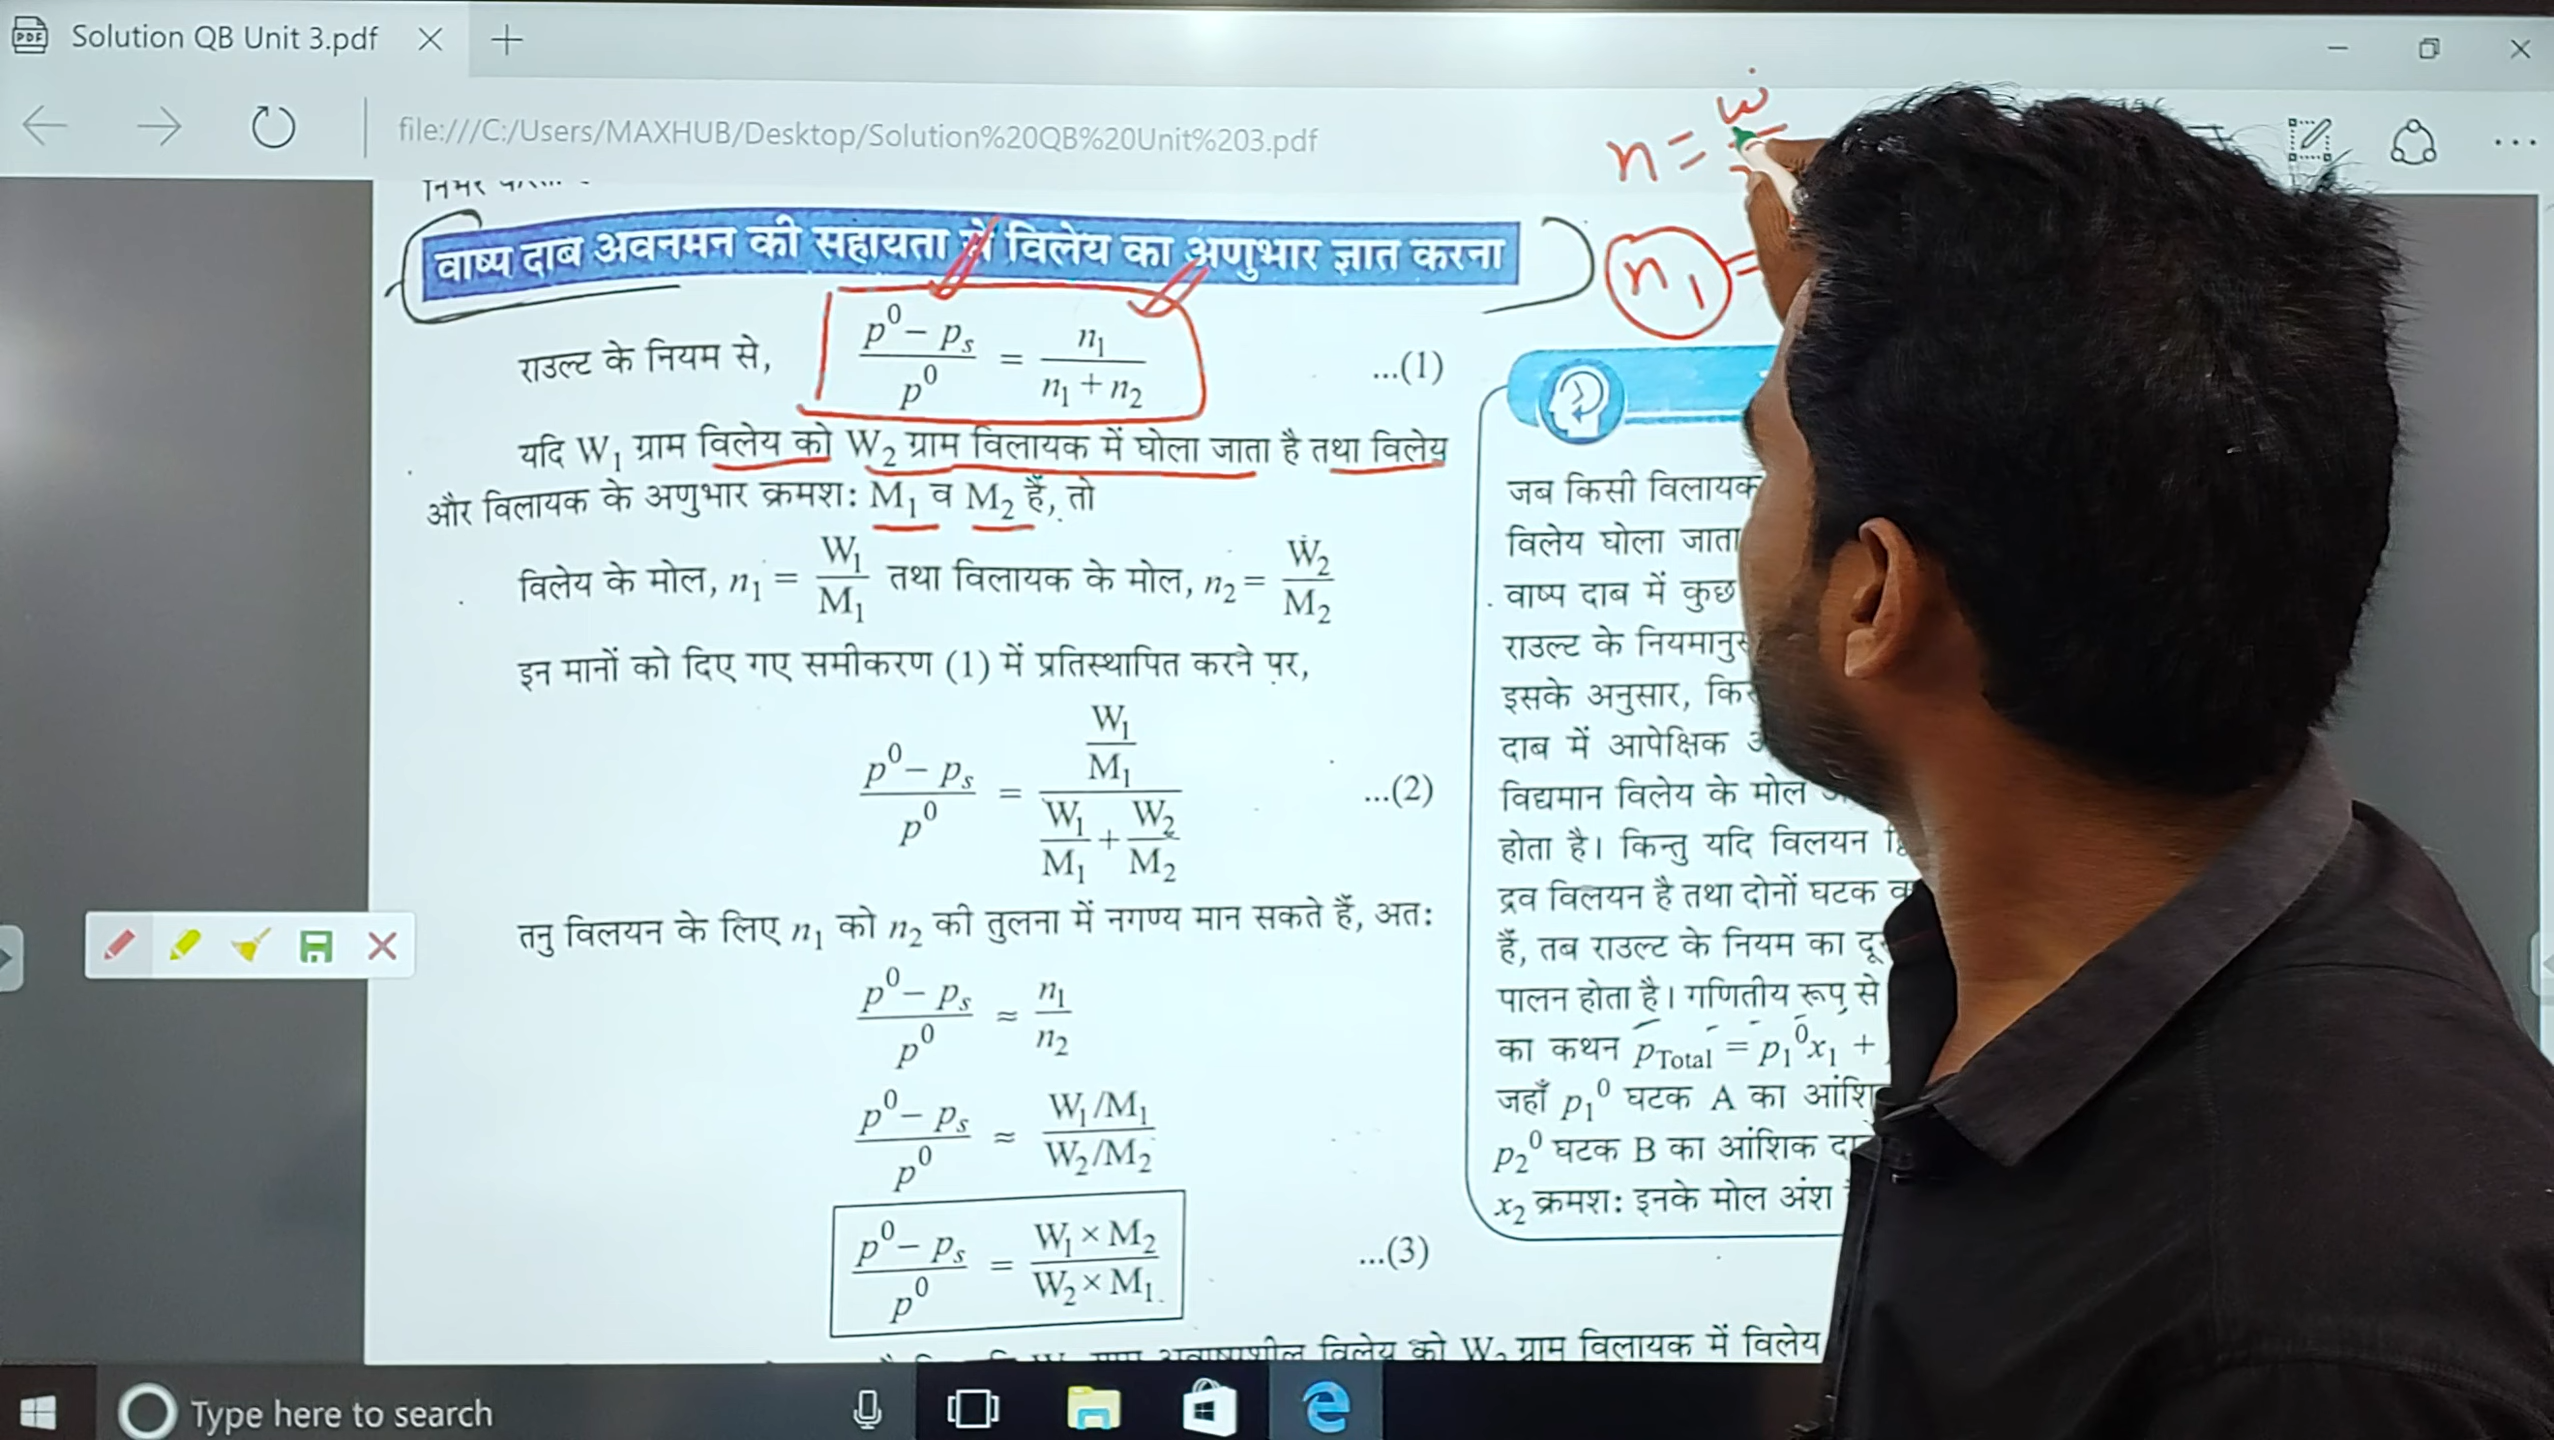 Solution QB Unit 3.pdf
file:///C:/Users/MAXHUB/Desktop/Solution%20QB%20Unit%203.pdf
n = w
n₁ =
वाष्प दाब अवनमन की सहायता से विलेय का अणुभार ज्ञात करना
राउल्ट के नियम से, (p⁰ – pₛ)/p⁰ = n₁/(n₁ + n₂) ...(1)
यदि W₁ ग्राम विलेय को W₂ ग्राम विलायक में घोला जाता है तथा विलेय
और विलायक के अणुभार क्रमश: M₁ व M₂ हैं, तो
विलेय के मोल, n₁ = W₁/M₁ तथा विलायक के मोल, n₂ = W₂/M₂
इन मानों को दिए गए समीकरण (1) में प्रतिस्थापित करने पर,
(p⁰ – pₛ)/p⁰ = (W₁/M₁)/(W₁/M₁ + W₂/M₂) ...(2)
तनु विलयन के लिए n₁ को n₂ की तुलना में नगण्य मान सकते हैं, अत:
(p⁰ – pₛ)/p⁰ ≈ n₁/n₂
(p⁰ – pₛ)/p⁰ ≈ (W₁/M₁)/(W₂/M₂)
(p⁰ – pₛ)/p⁰ = (W₁ × M₂)/(W₂ × M₁) ...(3)
विलेय को W₂ ग्राम विलायक में विलेय
जब किसी विलायक
विलेय घोला जाता
वाष्प दाब में कुछ
राउल्ट के
इसके अनुसार,
दाब में आपेक्षिक
विद्यमान विलेय के मोल
होता है। किन्तु यदि विलयन
द्रव विलयन है तथा दोनों घटक
हैं, तब राउल्ट के नियम का
पालन होता है। गणितीय रूप से
का कथन p_Total = p₁⁰x₁ +
जहाँ p₁⁰ घटक A का
p₂⁰ घटक B का आंशिक
x₂ क्रमश: इनके मोल अंश
Type here to search